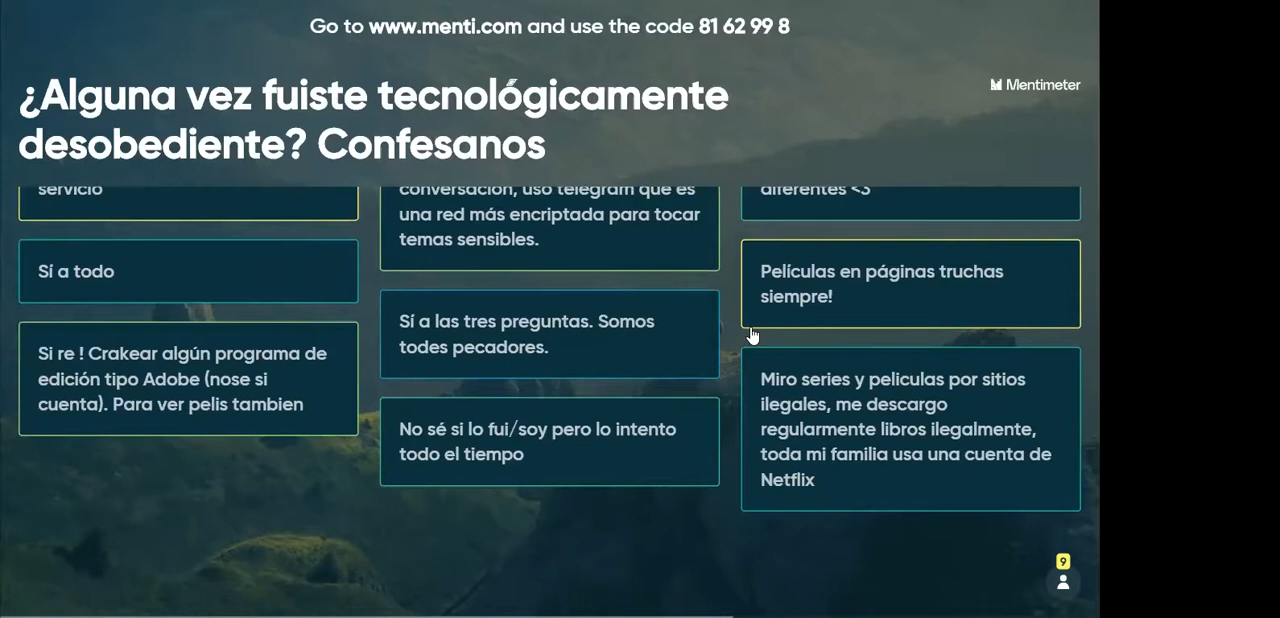 Go to www.menti.com and use the code 81 62 99 8
¿Alguna vez fuiste tecnológicamente
desobediente? Confesanos
Mentimeter
servicio
Sí a todo
Si re ! Crakear algún programa de
edición tipo Adobe (nose si
cuenta). Para ver pelis tambien
conversación, uso telegram que es
una red más encriptada para tocar
temas sensibles.
Sí a las tres preguntas. Somos
todes pecadores.
No sé si lo fui/soy pero lo intento
todo el tiempo
diferentes <3
Películas en páginas truchas
siempre!
Miro series y peliculas por sitios
ilegales, me descargo
regularmente libros ilegalmente,
toda mi familia usa una cuenta de
Netflix
9